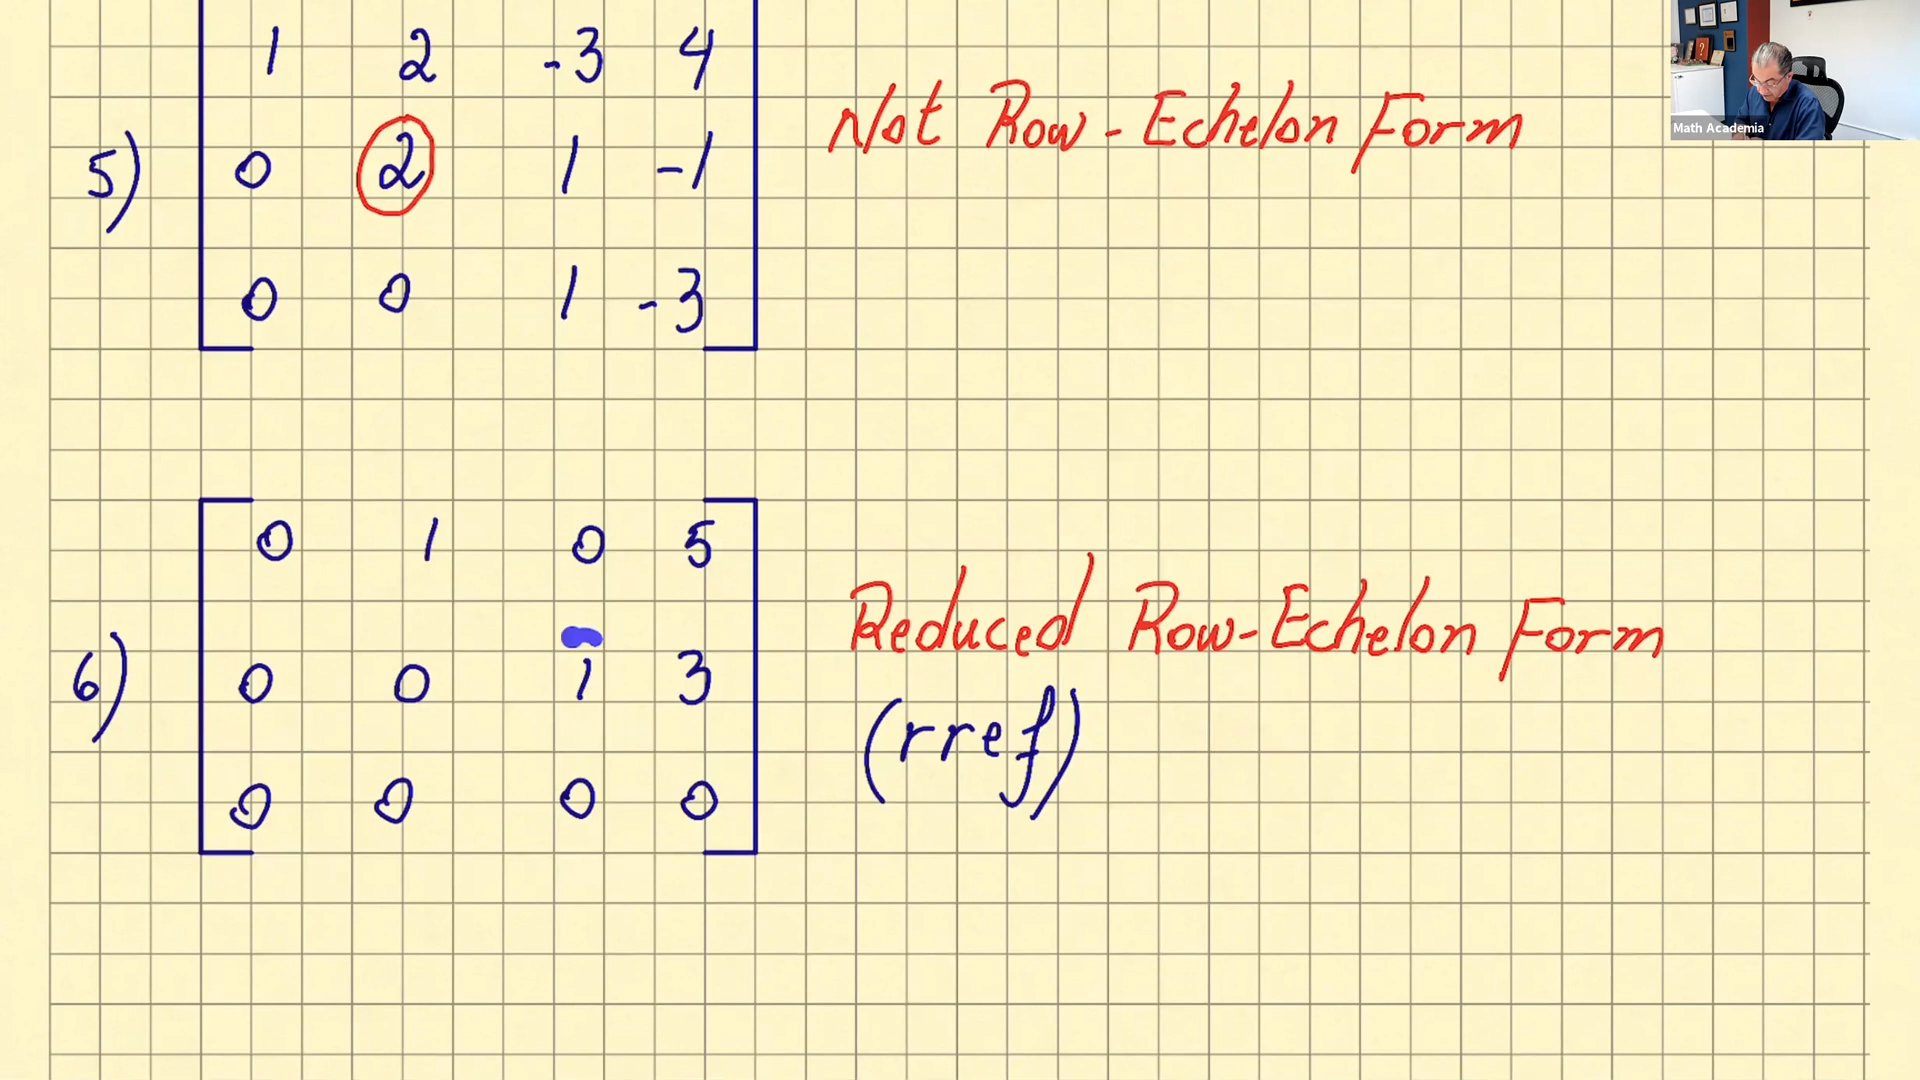 1 2 -3 4
5) 0 2 1 -1
0 0 1 -3
Not Row-Echelon Form
Math Academia
0 1 0 5
6) 0 0 1 3
0 0 0 0
Reduced Row-Echelon Form
(rref)